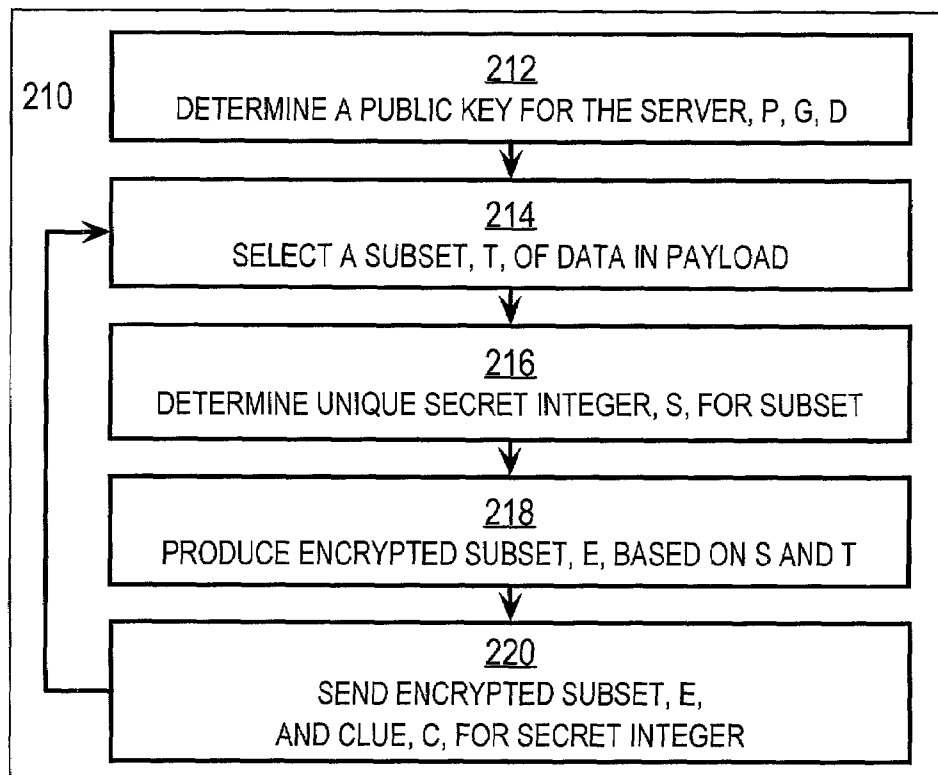 210
212
DETERMINE A PUBLIC KEY FOR THE SERVER, P, G, D
214
SELECT A SUBSET, T, OF DATA IN PAYLOAD
216
DETERMINE UNIQUE SECRET INTEGER, S, FOR SUBSET
218
PRODUCE ENCRYPTED SUBSET, E, BASED ON S AND T
220
SEND ENCRYPTED SUBSET, E,
AND CLUE, C, FOR SECRET INTEGER